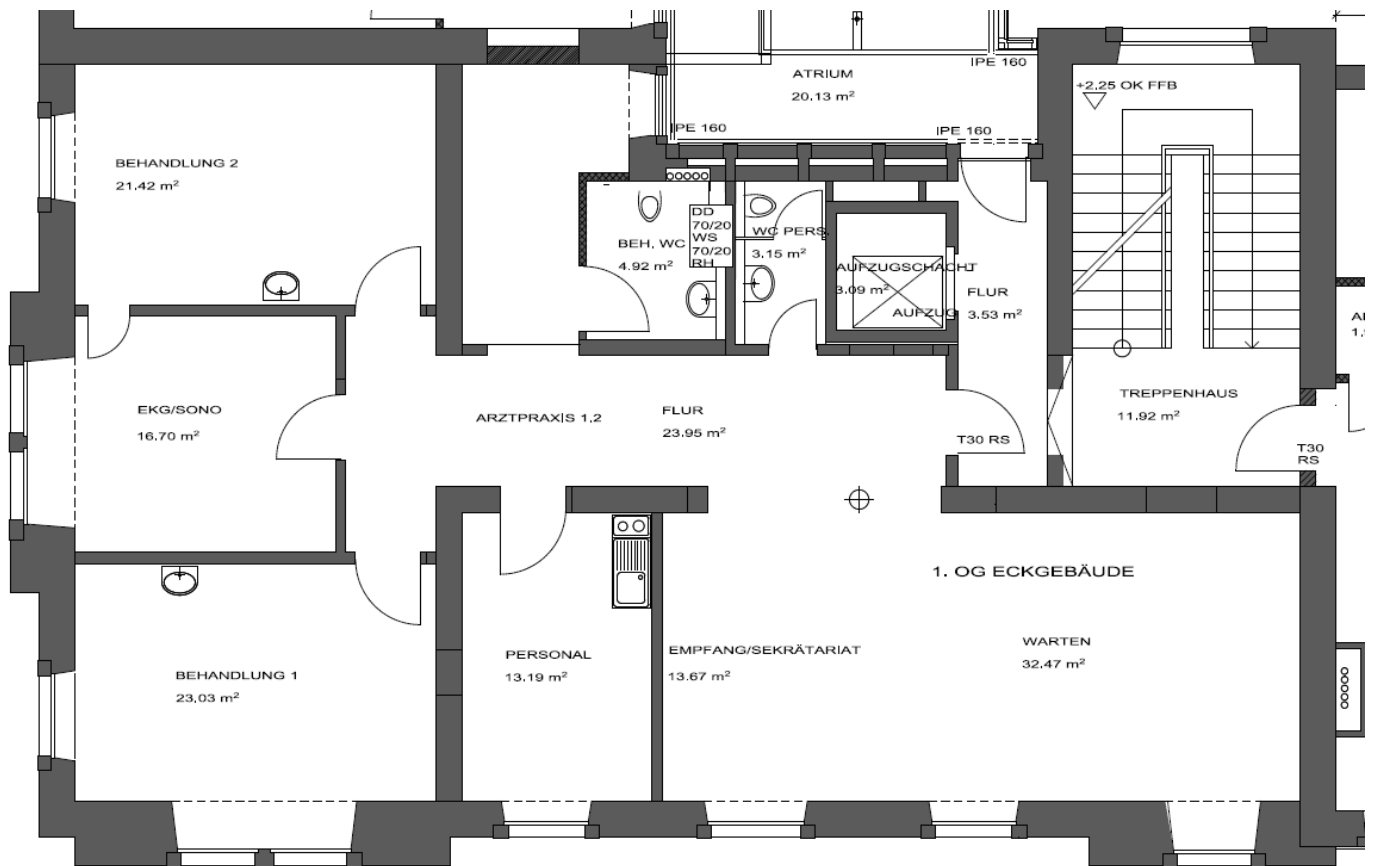 IPE 160
ATRIUM
20.13 m²
+2.25 OK FFB
IPE 160
IPE 160
BEHANDLUNG 2
21.42 m²
DD
70/20
WS
70/20
RH
BEH. WC
4.92 m²
WC PERS.
3.15 m²
AUFZUGSCHACHT
3.09 m²
AUFZUG
FLUR
3.53 m²
EKG/SONO
16.70 m²
ARZTPRAXIS 1.2
FLUR
23.95 m²
T30 RS
TREPPENHAUS
11.92 m²
T30
RS
1. OG ECKGEBÄUDE
BEHANDLUNG 1
23.03 m²
PERSONAL
13.19 m²
EMPFANG/SEKRÄTARIAT
13.67 m²
WARTEN
32.47 m²